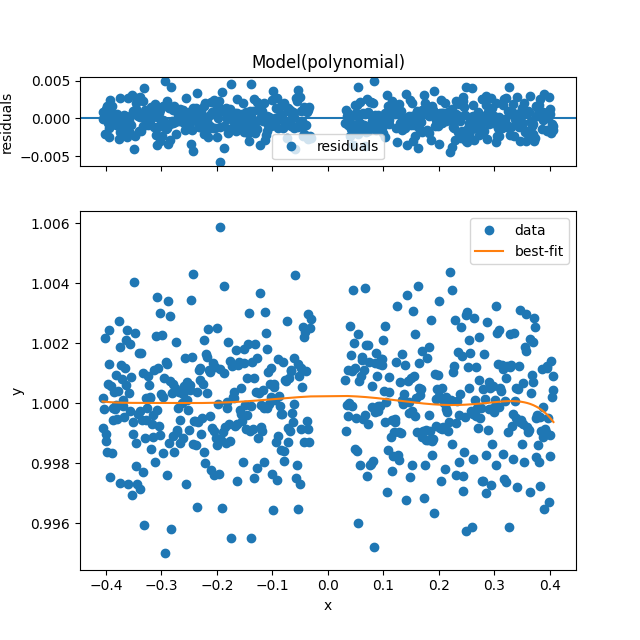 Model(polynomial)
0.005
0.000
−0.005
residuals
residuals
1.006
1.004
1.002
1.000
0.998
0.996
y
data
best-fit
−0.4 −0.3 −0.2 −0.1 0.0 0.1 0.2 0.3 0.4
x